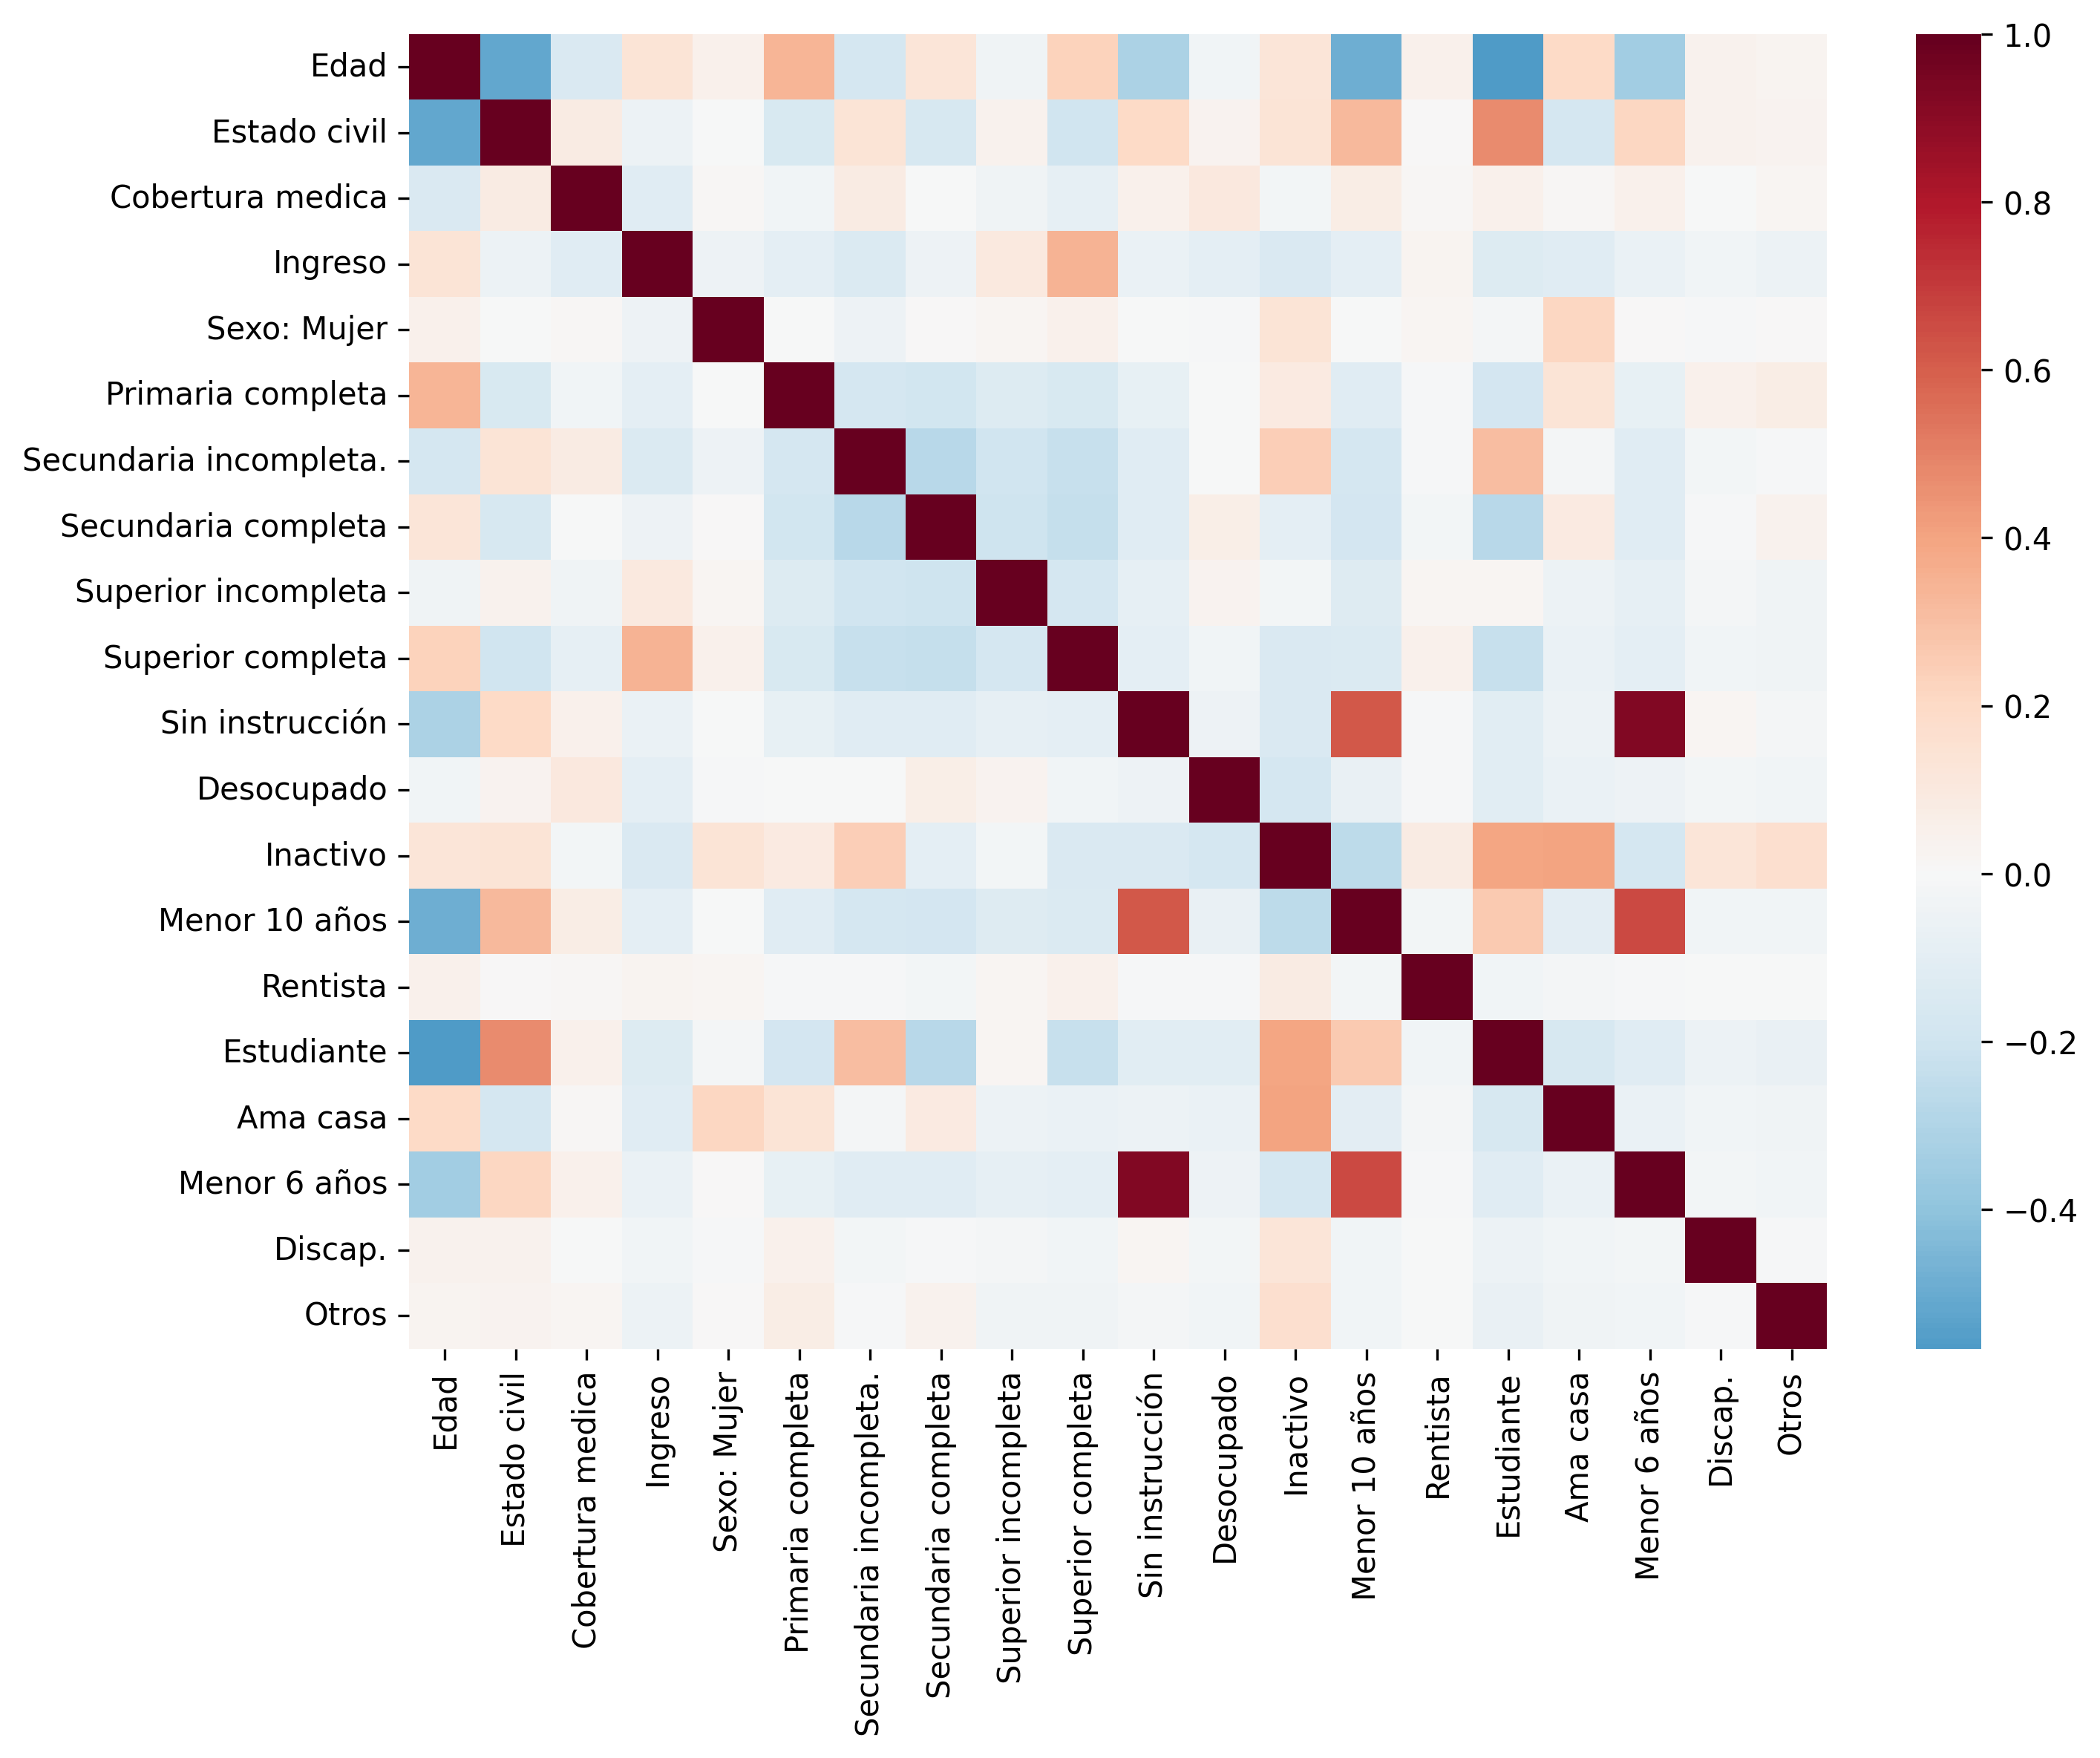 Edad
Estado civil
Cobertura medica
Ingreso
Sexo: Mujer
Primaria completa
Secundaria incompleta.
Secundaria completa
Superior incompleta
Superior completa
Sin instrucción
Desocupado
Inactivo
Menor 10 años
Rentista
Estudiante
Ama casa
Menor 6 años
Discap.
Otros
Edad
Estado civil
Cobertura medica
Ingreso
Sexo: Mujer
Primaria completa
Secundaria incompleta.
Secundaria completa
Superior incompleta
Superior completa
Sin instrucción
Desocupado
Inactivo
Menor 10 años
Rentista
Estudiante
Ama casa
Menor 6 años
Discap.
Otros
1.0
0.8
0.6
0.4
0.2
0.0
−0.2
−0.4